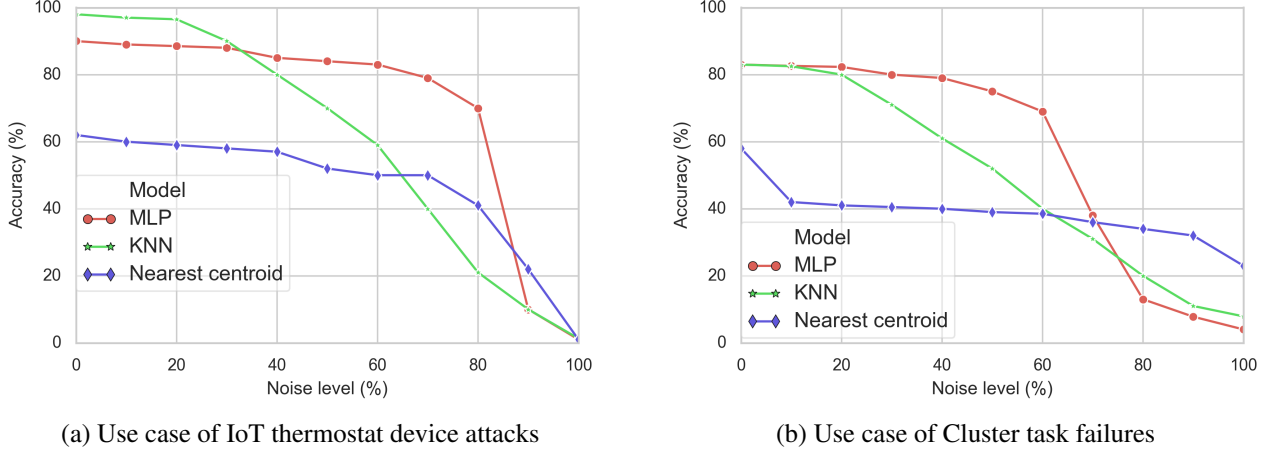 100
80
60
40
20
0
Accuracy (%)
Model
MLP
KNN
Nearest centroid
0 20 40 60 80 100
Noise level (%)
(a) Use case of IoT thermostat device attacks
100
80
60
40
20
0
Accuracy (%)
Model
MLP
KNN
Nearest centroid
0 20 40 60 80 100
Noise level (%)
(b) Use case of Cluster task failures